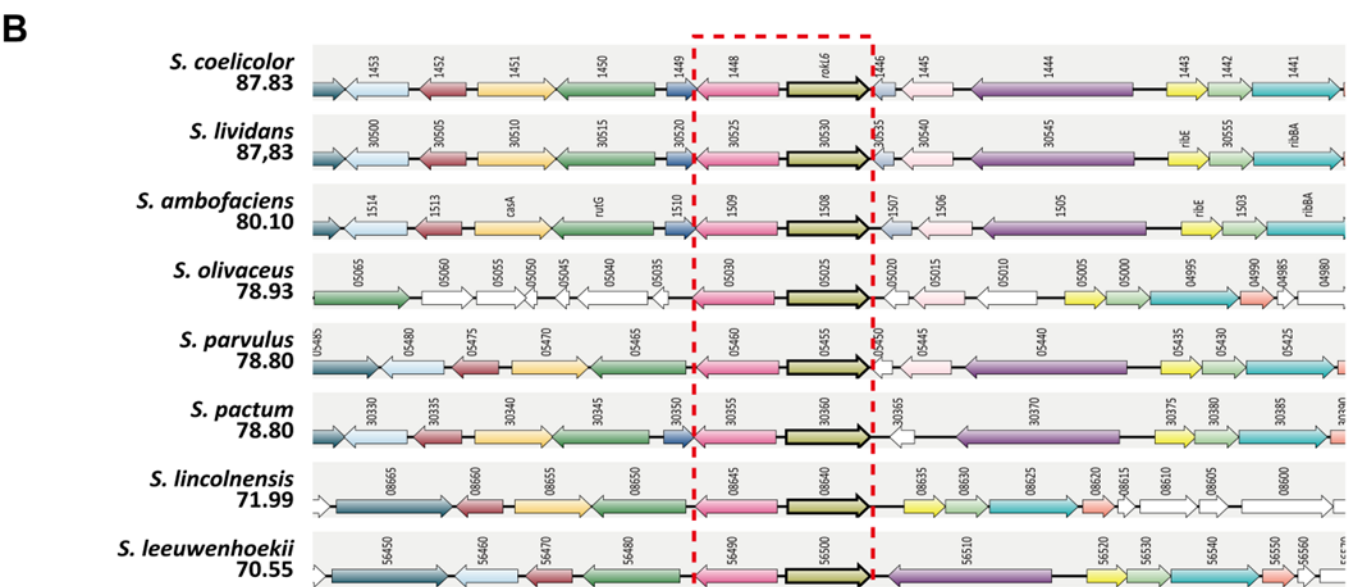 B
S. coelicolor
87.83
1453 1452 1451 1450 1449 1448 rokL6 1446 1445 1444 1443 1442 1441
S. lividans
87,83
30500 30505 30510 30515 30520 30525 30530 30535 30540 30545 ribE 30555 ribBA
S. ambofaciens
80.10
1514 1513 casA rutG 1510 1509 1508 1507 1506 1505 ribE 1503 ribBA
S. olivaceus
78.93
05065 05060 05055 05050 05045 05040 05035 05030 05025 05020 05015 05010 05005 05000 04995 04990 04985 04980
S. parvulus
78.80
05485 05480 05475 05470 05465 05460 05455 05450 05445 05440 05435 05430 05425
S. pactum
78.80
30330 30335 30340 30345 30350 30355 30360 30365 30370 30375 30380 30385 30390
S. lincolnensis
71.99
08665 08660 08655 08650 08645 08640 08635 08630 08625 08620 08615 08610 08605 08600
S. leeuwenhoekii
70.55
56450 56460 56470 56480 56490 56500 56510 56520 56530 56540 56550 56560